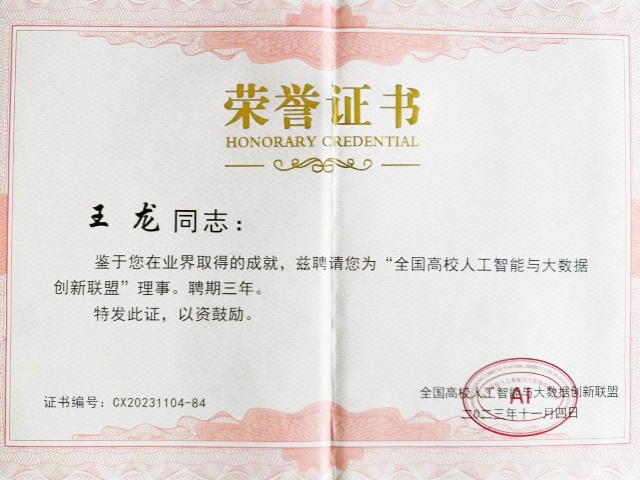 荣誉证书
HONORARY CREDENTIAL
王 龙 同志：
鉴于您在业界取得的成就，兹聘请您为“全国高校人工智能与大数据
创新联盟”理事。聘期三年。
特发此证，以资鼓励。
证书编号：CX20231104-84
全国高校人工智能与大数据创新联盟
AI
二〇二三年十一月四日